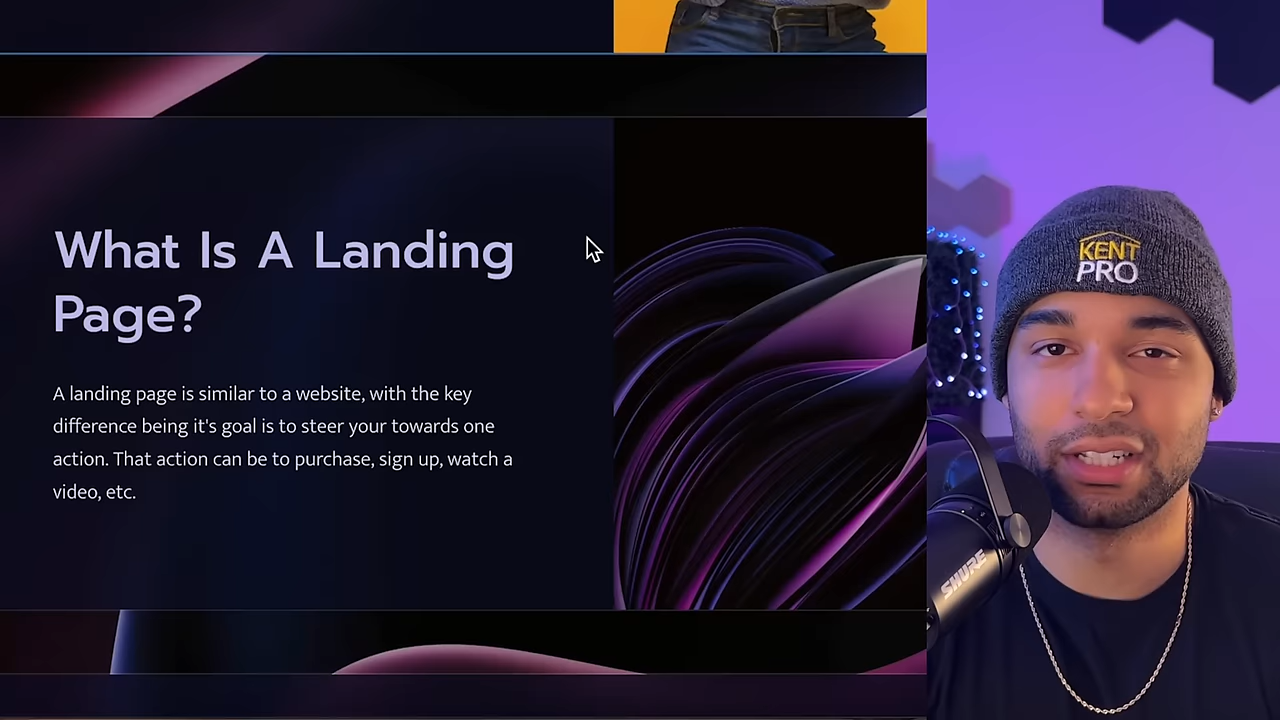 What Is A Landing
Page?
A landing page is similar to a website, with the key
difference being it's goal is to steer your towards one
action. That action can be to purchase, sign up, watch a
video, etc.
KENT
PRO
SHURE